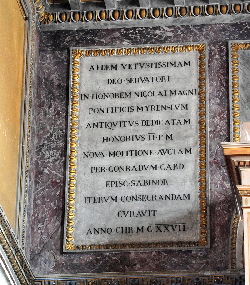 AEDEM VETVSTISSIMAM
DEO SERVATORI
IN HONOREM NICOLAI MAGNI
PONTIFICIS MYRENSIVM
ANTIQVITVS DEDICATAM
HONORIVS II P M
NOVA MOLITIONE AVCTAM
PER CONRADVM CARD
EPISC SABINOR
ITERVM CONSECRANDAM
CVRAVIT
ANNO CHR M C XXVII